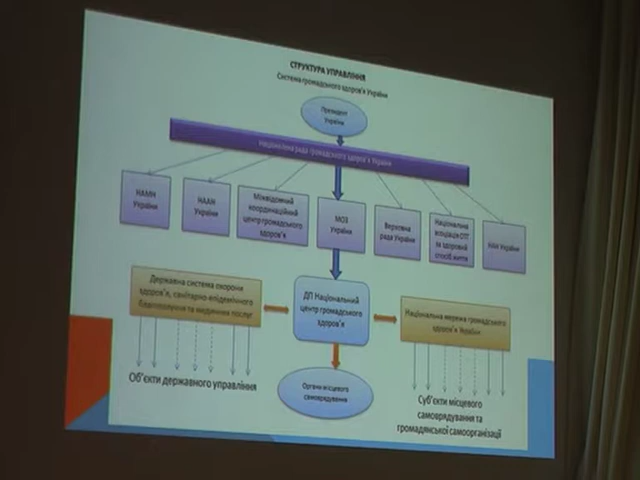 СТРУКТУРА УПРАВЛІННЯ
Система громадського здоров'я України
Президент
України
Національна рада громадського здоров'я України
НАМН
України
НААН
України
Міжвідомчий
координаційний
центр громадського
здоров'я
МОЗ
України
Верховна
рада України
Національна
асоціація ОТГ
за здоровий
спосіб життя
НАН України
Державна система охорони
здоров'я, санітарно-епідемічного
благополуччя та медичних послуг
ДП Національний
центр громадського
здоров'я
Національна мережа громадського
здоров'я України
Об'єкти державного управління
Органи місцевого
самоврядування
Суб'єкти місцевого
самоврядування та
громадянської самоорганізації